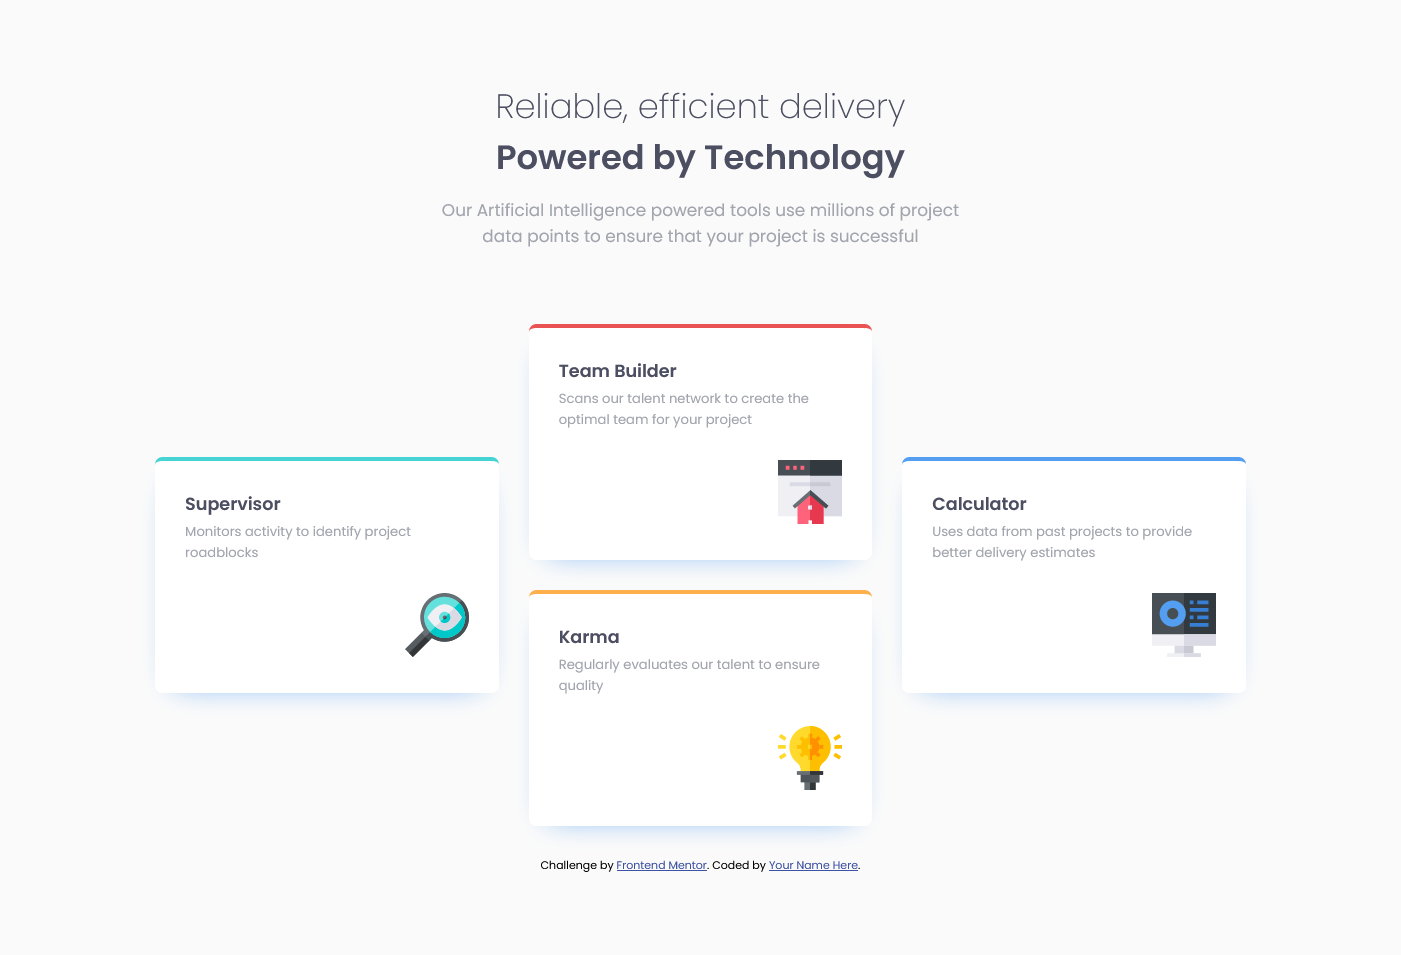 Reliable, efficient delivery
Powered by Technology
Our Artificial Intelligence powered tools use millions of project
data points to ensure that your project is successful
Supervisor
Monitors activity to identify project
roadblocks
Team Builder
Scans our talent network to create the
optimal team for your project
Karma
Regularly evaluates our talent to ensure
quality
Calculator
Uses data from past projects to provide
better delivery estimates
Challenge by Frontend Mentor. Coded by Your Name Here.